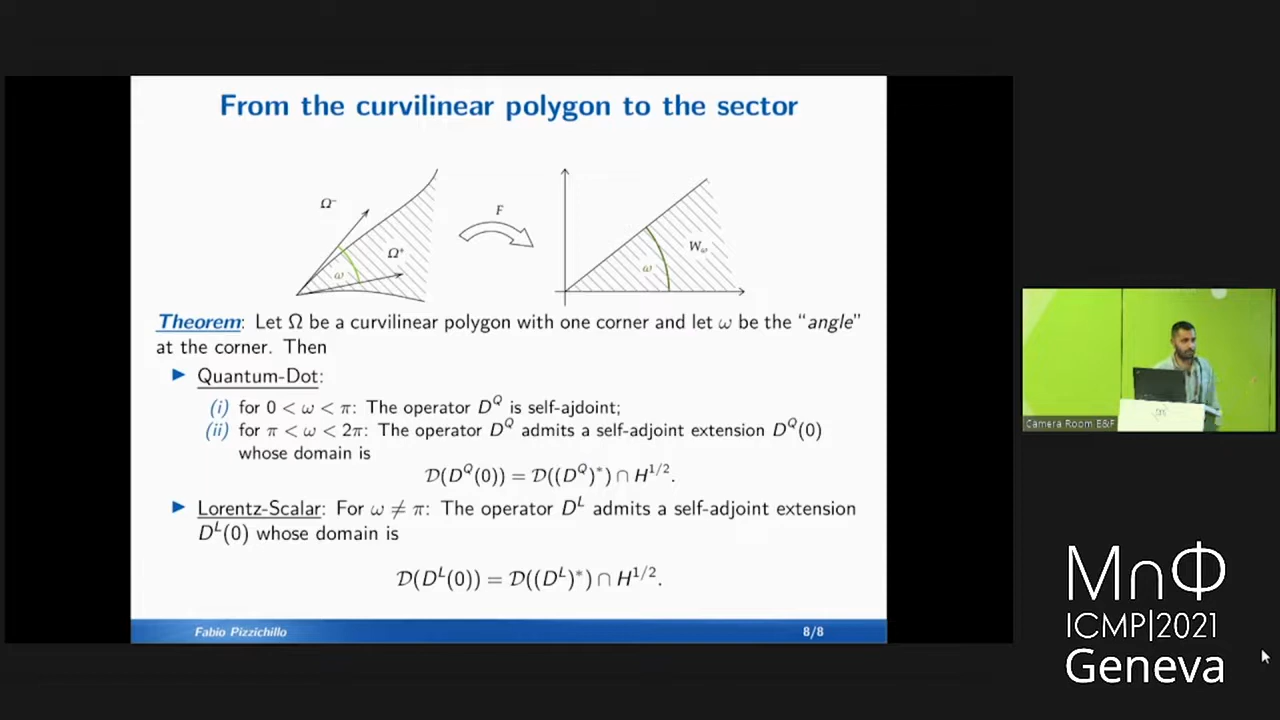 From the curvilinear polygon to the sector
Ω⁻
Ω⁺
ω
F
W_ω
ω
Theorem: Let Ω be a curvilinear polygon with one corner and let ω be the “angle”
at the corner. Then
Quantum-Dot:
(i) for 0 < ω < π: The operator D^Q is self-ajdoint;
(ii) for π < ω < 2π: The operator D^Q admits a self-adjoint extension D^Q(0)
whose domain is
𝒟(D^Q(0)) = 𝒟((D^Q)*) ∩ H^{1/2}.
Lorentz-Scalar: For ω ≠ π: The operator D^L admits a self-adjoint extension
D^L(0) whose domain is
𝒟(D^L(0)) = 𝒟((D^L)*) ∩ H^{1/2}.
Fabio Pizzichillo
8/8
Camera Room E&F
M∩Φ
ICMP|2021
Geneva